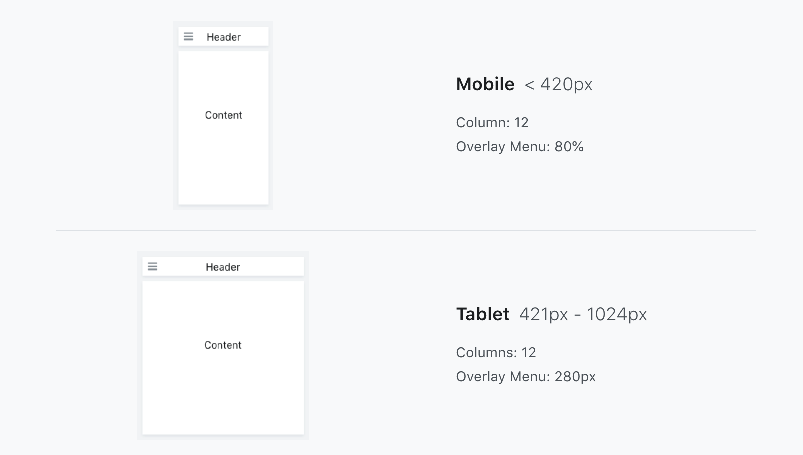 Header
Content
Mobile < 420px
Column: 12
Overlay Menu: 80%
Header
Content
Tablet 421px - 1024px
Columns: 12
Overlay Menu: 280px